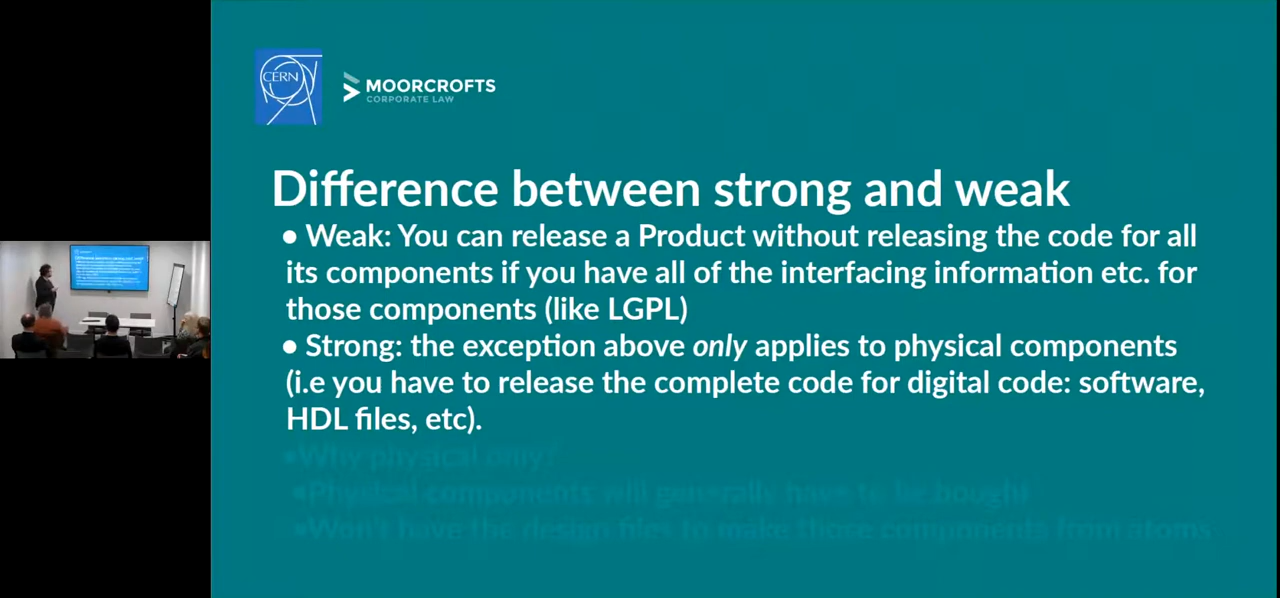 CERN
MOORCROFTS
CORPORATE LAW
Difference between strong and weak
● Weak: You can release a Product without releasing the code for all
its components if you have all of the interfacing information etc. for
those components (like LGPL)
● Strong: the exception above only applies to physical components
(i.e you have to release the complete code for digital code: software,
HDL files, etc).
●Why physical only?
●Physical components will generally have to be bought
●Won't have the design files to make those components from atoms